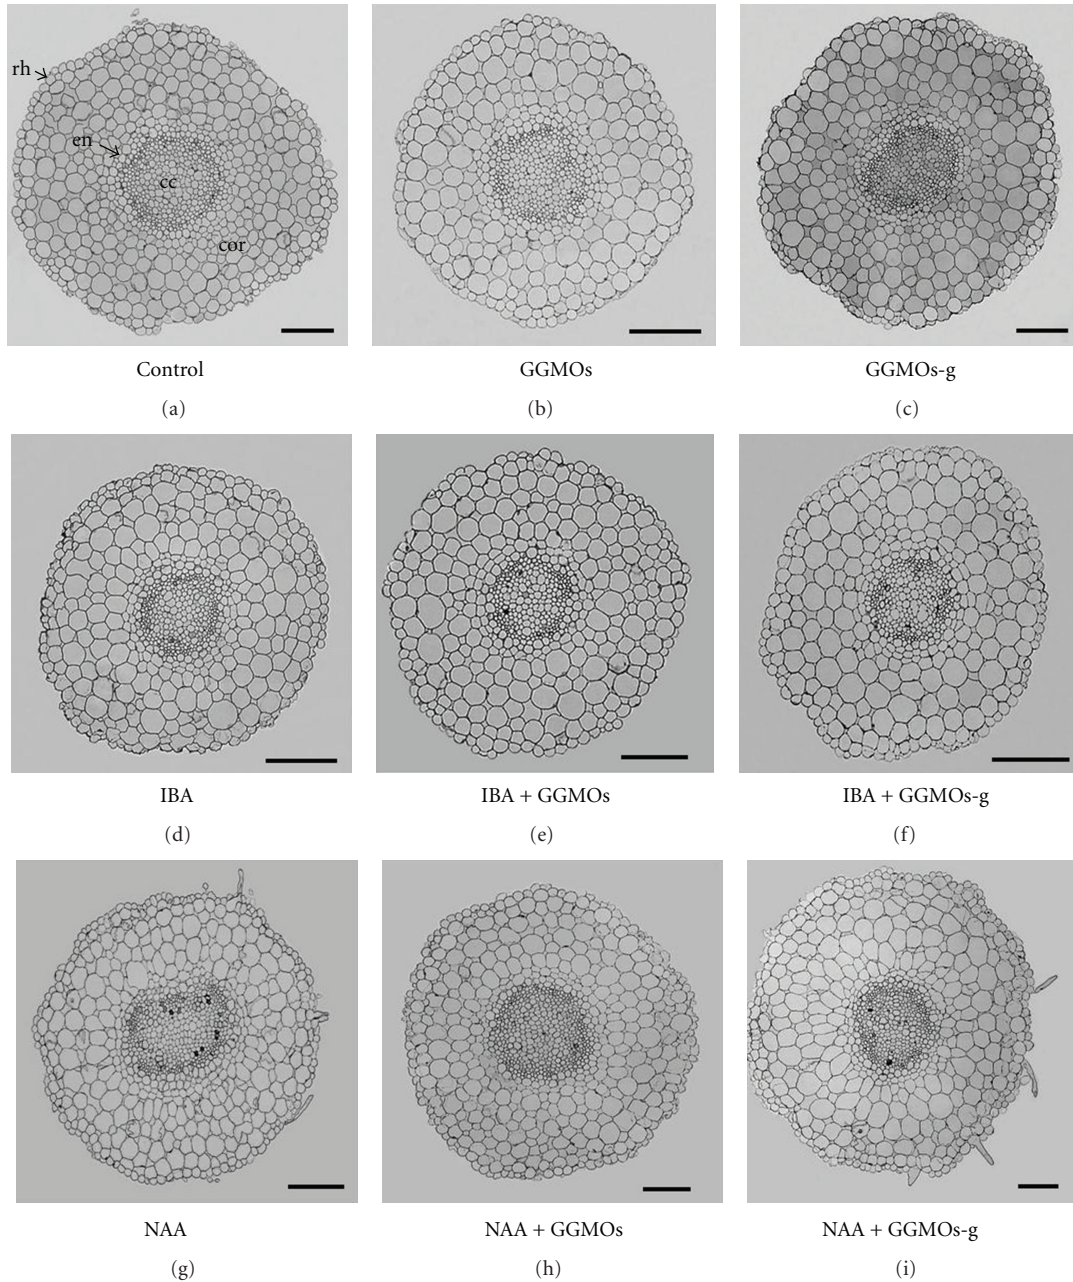 rh
en
cc
cor
Control
GGMOs
GGMOs-g
(a)
(b)
(c)
IBA
IBA + GGMOs
IBA + GGMOs-g
(d)
(e)
(f)
NAA
NAA + GGMOs
NAA + GGMOs-g
(g)
(h)
(i)